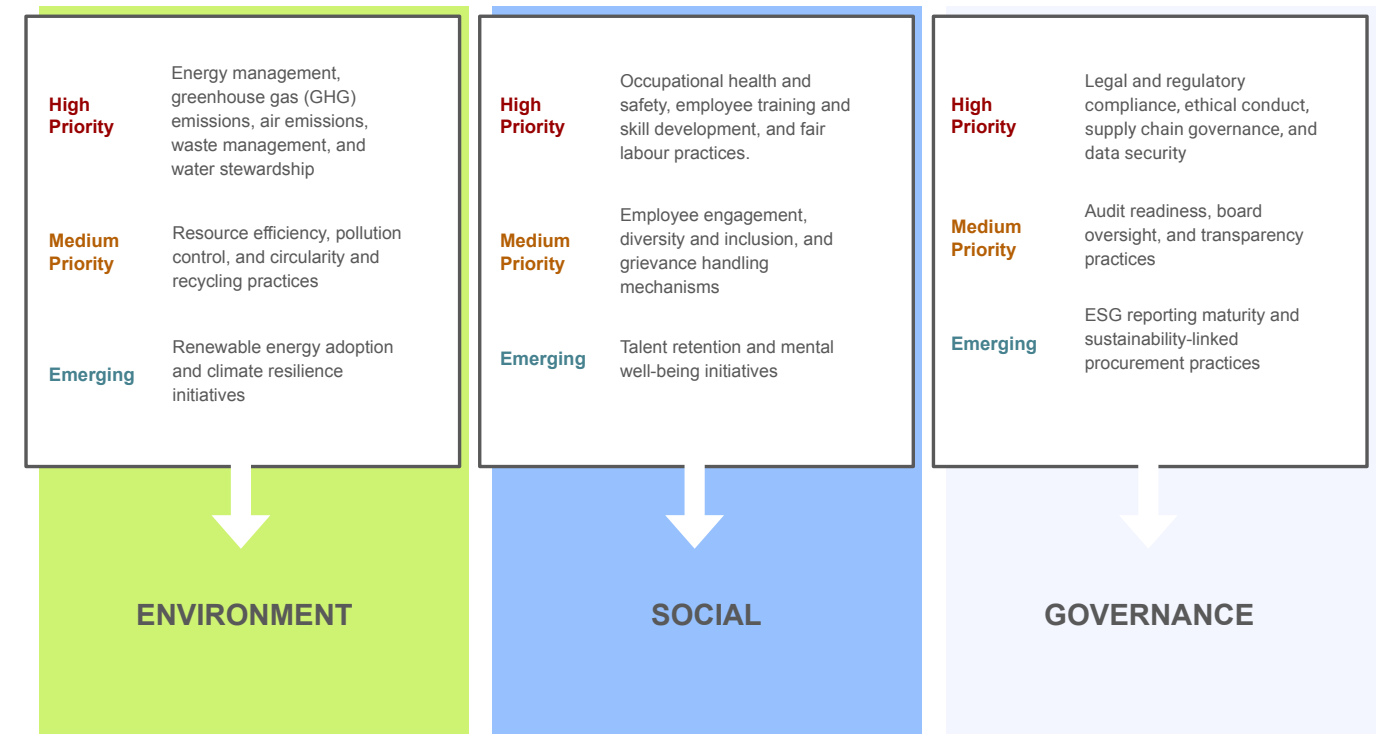 High
Priority
Energy management,
greenhouse gas (GHG)
emissions, air emissions,
waste management, and
water stewardship
Medium
Priority
Resource efficiency, pollution
control, and circularity and
recycling practices
Emerging
Renewable energy adoption
and climate resilience
initiatives
ENVIRONMENT
High
Priority
Occupational health and
safety, employee training and
skill development, and fair
labour practices.
Medium
Priority
Employee engagement,
diversity and inclusion, and
grievance handling
mechanisms
Emerging
Talent retention and mental
well-being initiatives
SOCIAL
High
Priority
Legal and regulatory
compliance, ethical conduct,
supply chain governance, and
data security
Medium
Priority
Audit readiness, board
oversight, and transparency
practices
Emerging
ESG reporting maturity and
sustainability-linked
procurement practices
GOVERNANCE